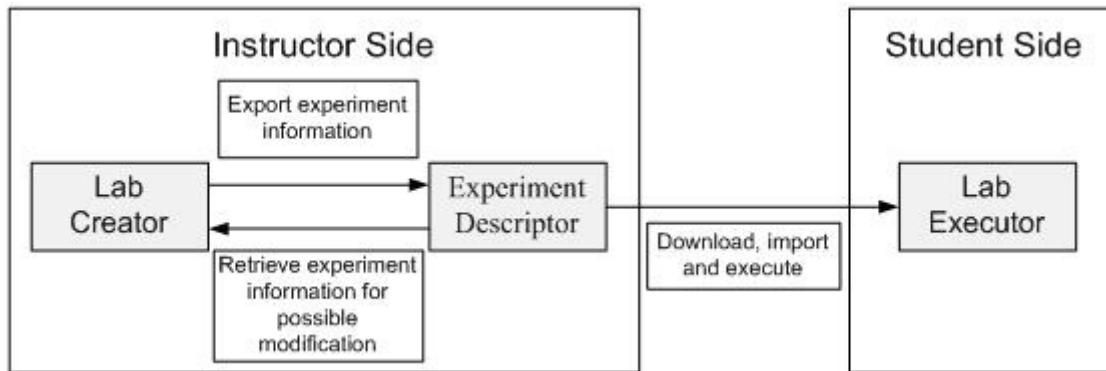 Instructor Side
Student Side
Export experiment
information
Lab
Creator
Experiment
Descriptor
Lab
Executor
Retrieve experiment
information for
possible
modification
Download, import
and execute